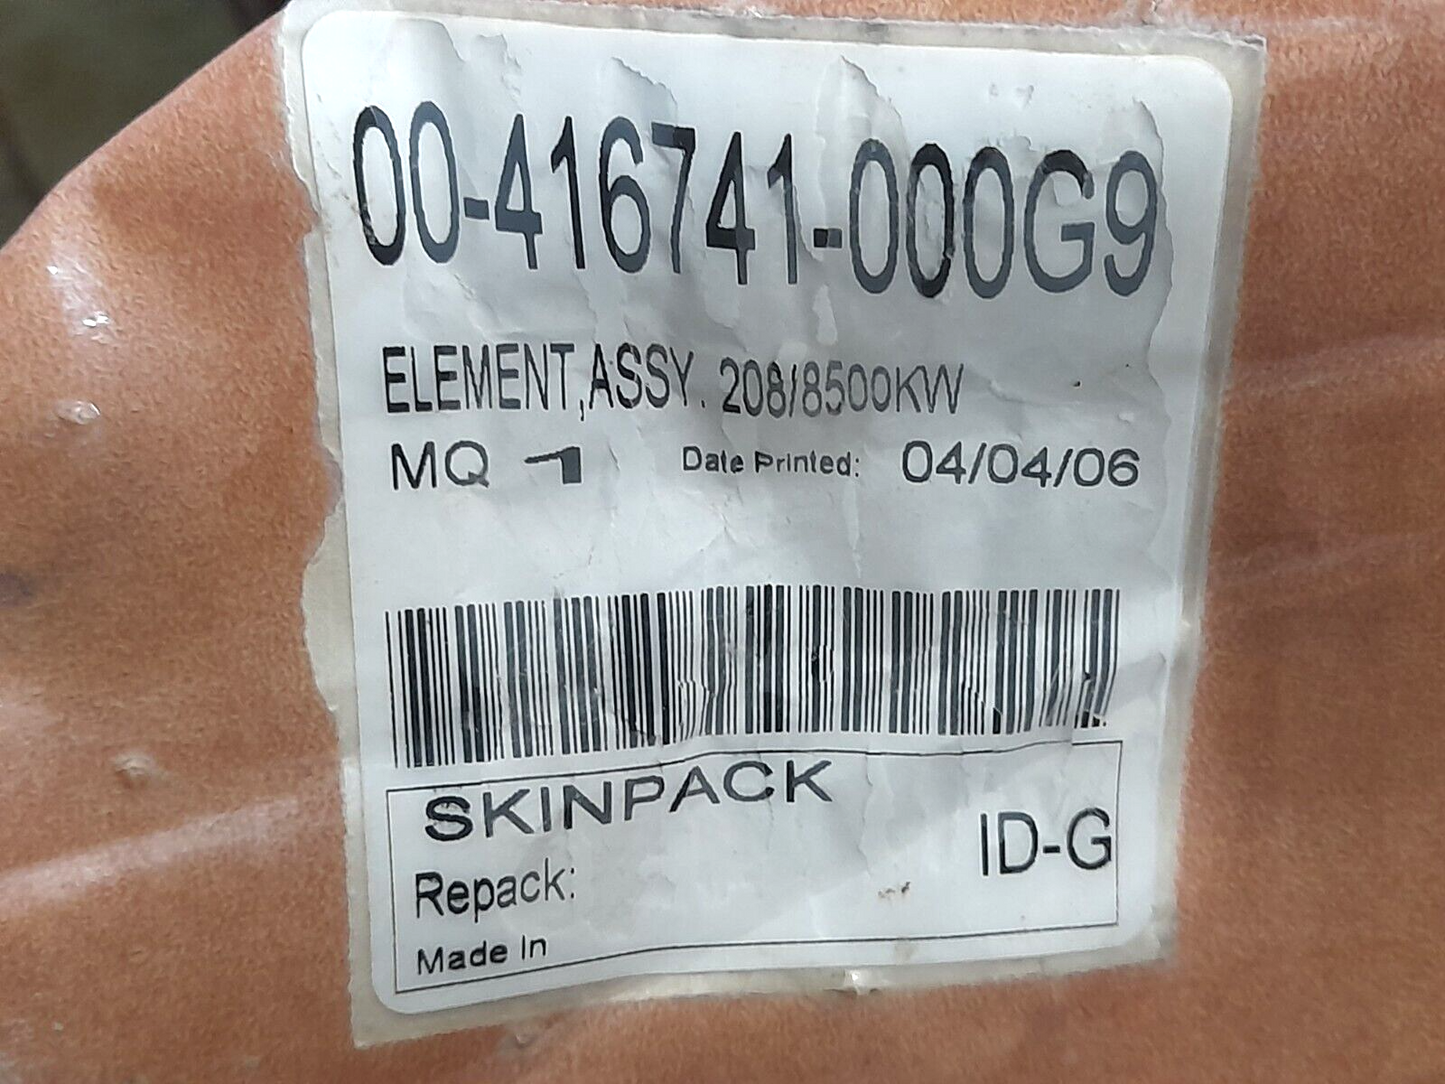 00-416741-000G9
ELEMENT,ASSY. 208/8500KW
MQ 1 Date Printed: 04/04/06
SKINPACK
ID-G
Repack:
Made In